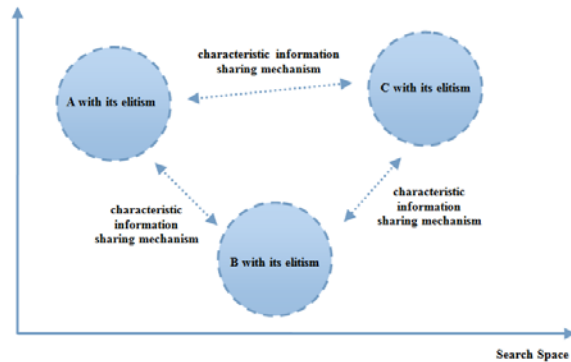 characteristic information
sharing mechanism
A with its elitism
C with its elitism
characteristic
information
sharing mechanism
characteristic
information
sharing mechanism
B with its elitism
Search Space